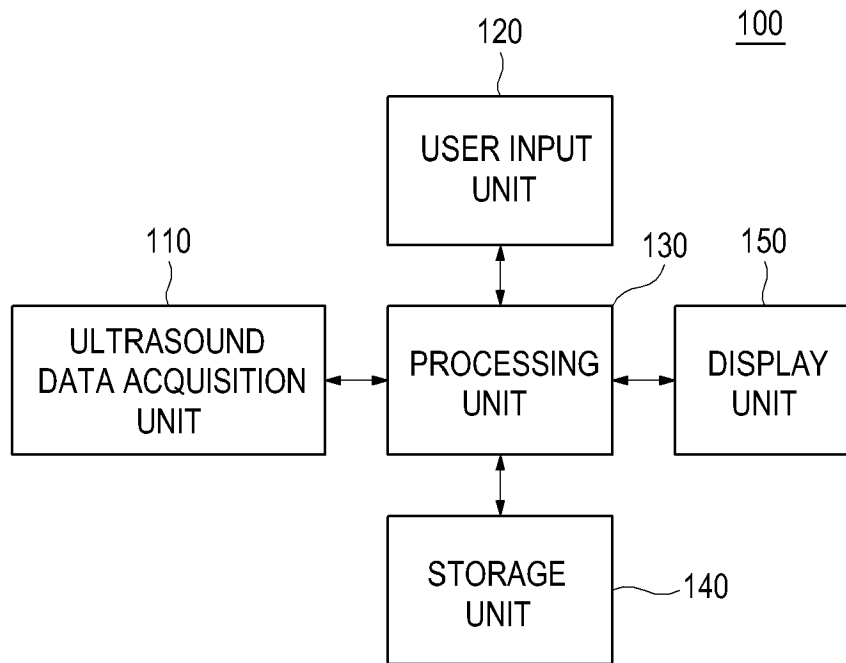 100
120
USER INPUT
UNIT
110
130
150
ULTRASOUND
DATA ACQUISITION
UNIT
PROCESSING
UNIT
DISPLAY
UNIT
STORAGE
UNIT
140